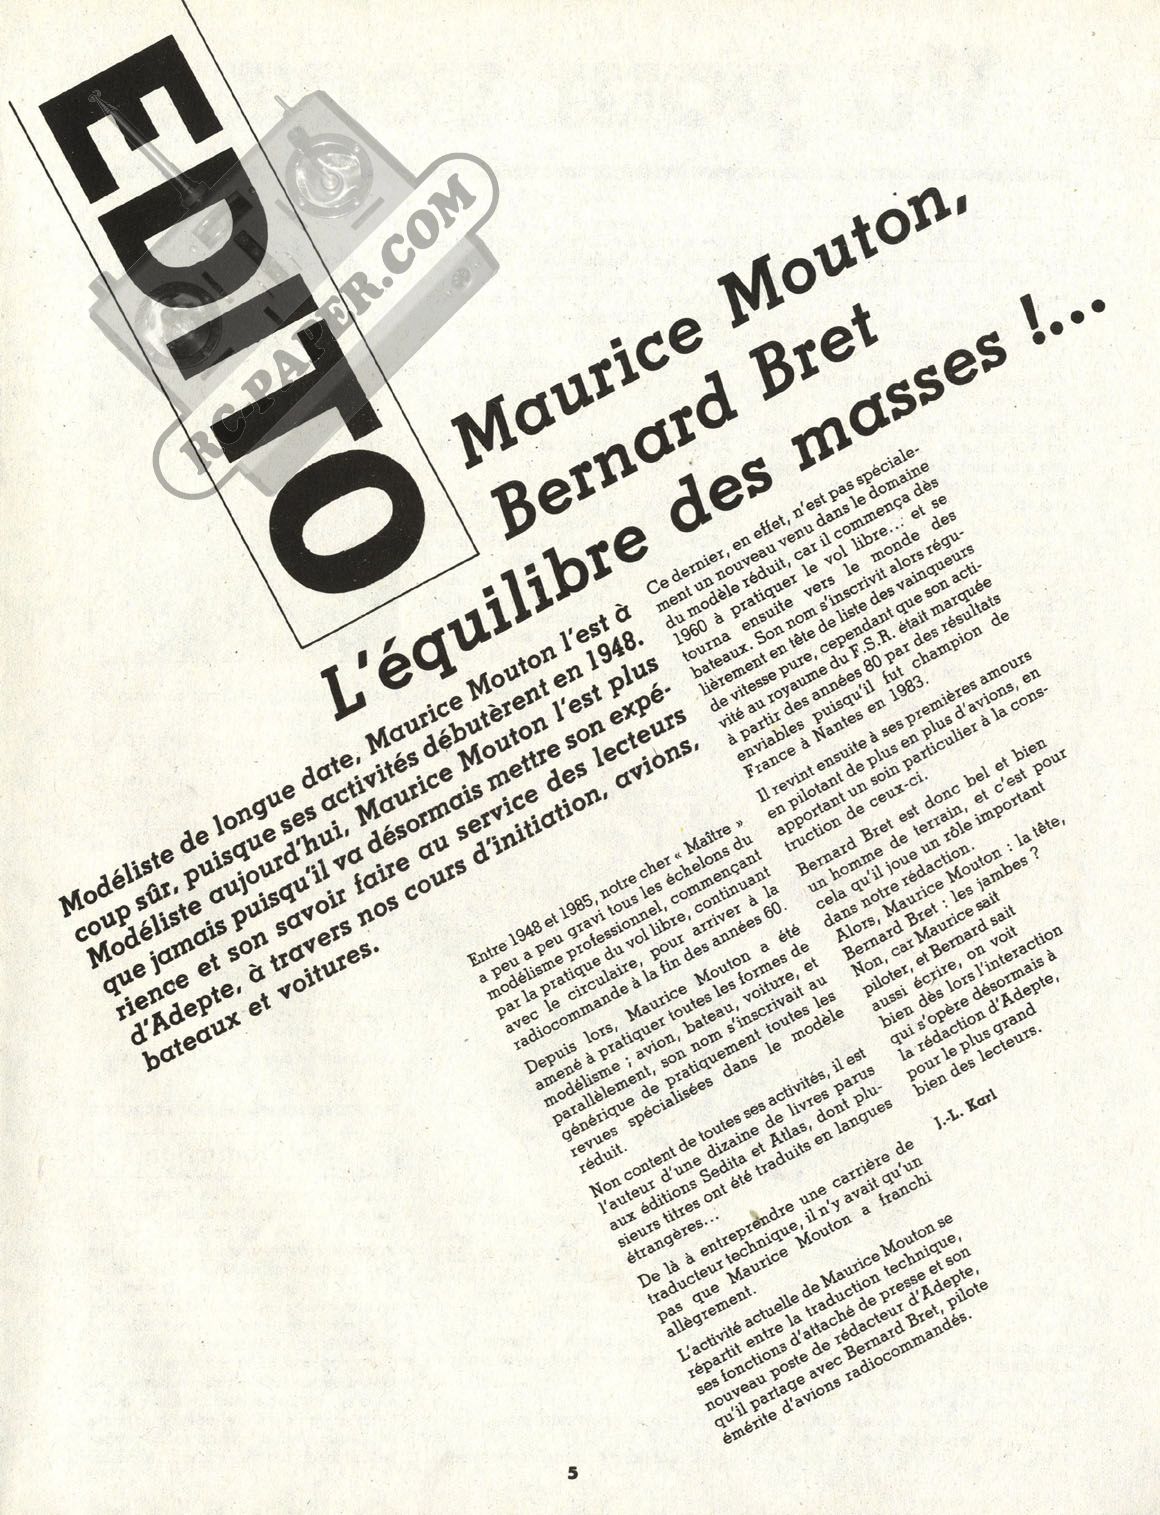 EDITO
RC-PAPER.COM
Maurice Mouton,
Bernard Bret
L'équilibre des masses !...
Modéliste de longue date, Maurice Mouton l'est à
coup sûr, puisque ses activités débutèrent en 1948.
Modéliste aujourd'hui, Maurice Mouton l'est plus
que jamais puisqu'il va désormais mettre son expé-
rience et son savoir faire au service des lecteurs
d'Adepte, à travers nos cours d'initiation, avions,
bateaux et voitures.
Entre 1948 et 1985, notre cher « Maître »
a peu a peu gravi tous les échelons du
modélisme professionnel, commençant
par la pratique du vol libre, continuant
avec le circulaire, pour arriver à la
radiocommande à la fin des années 60.
Depuis lors, Maurice Mouton a été
amené à pratiquer toutes les formes de
modélisme ; avion, bateau, voiture, et
parallèlement, son nom s'inscrivait au
générique de pratiquement toutes les
revues spécialisées dans le modèle
réduit.
Non content de toutes ses activités, il est
l'auteur d'une dizaine de livres parus
aux éditions Sedita et Atlas, dont plu-
sieurs titres ont été traduits en langues
étrangères...
De là à entreprendre une carrière de
traducteur technique, il n'y avait qu'un
pas que Maurice Mouton a franchi
allègrement.
L'activité actuelle de Maurice Mouton se
répartit entre la traduction technique,
ses fonctions d'attaché de presse et son
nouveau poste de rédacteur d'Adepte,
qu'il partage avec Bernard Bret, pilote
émérite d'avions radiocommandés.
Ce dernier, en effet, n'est pas spéciale-
ment un nouveau venu dans le domaine
du modèle réduit, car il commença dès
1960 à pratiquer le vol libre... et se
tourna ensuite vers le monde des
bateaux. Son nom s'inscrivit alors régu-
lièrement en tête de liste des vainqueurs
de vitesse pure, cependant que son acti-
vité au royaume du F.S.R. était marquée
à partir des années 80 par des résultats
enviables puisqu'il fut champion de
France à Nantes en 1983.
Il revint ensuite à ses premières amours
en pilotant de plus en plus d'avions, en
apportant un soin particulier à la cons-
truction de ceux-ci.
Bernard Bret est donc bel et bien
un homme de terrain, et c'est pour
cela qu'il joue un rôle important
dans notre rédaction.
Alors, Maurice Mouton : la tête,
Bernard Bret : les jambes ?
Non, car Maurice sait
piloter, et Bernard sait
aussi écrire, on voit
bien dès lors l'interaction
qui s'opère désormais à
la rédaction d'Adepte,
pour le plus grand
bien des lecteurs.
J.-L. Karl
5